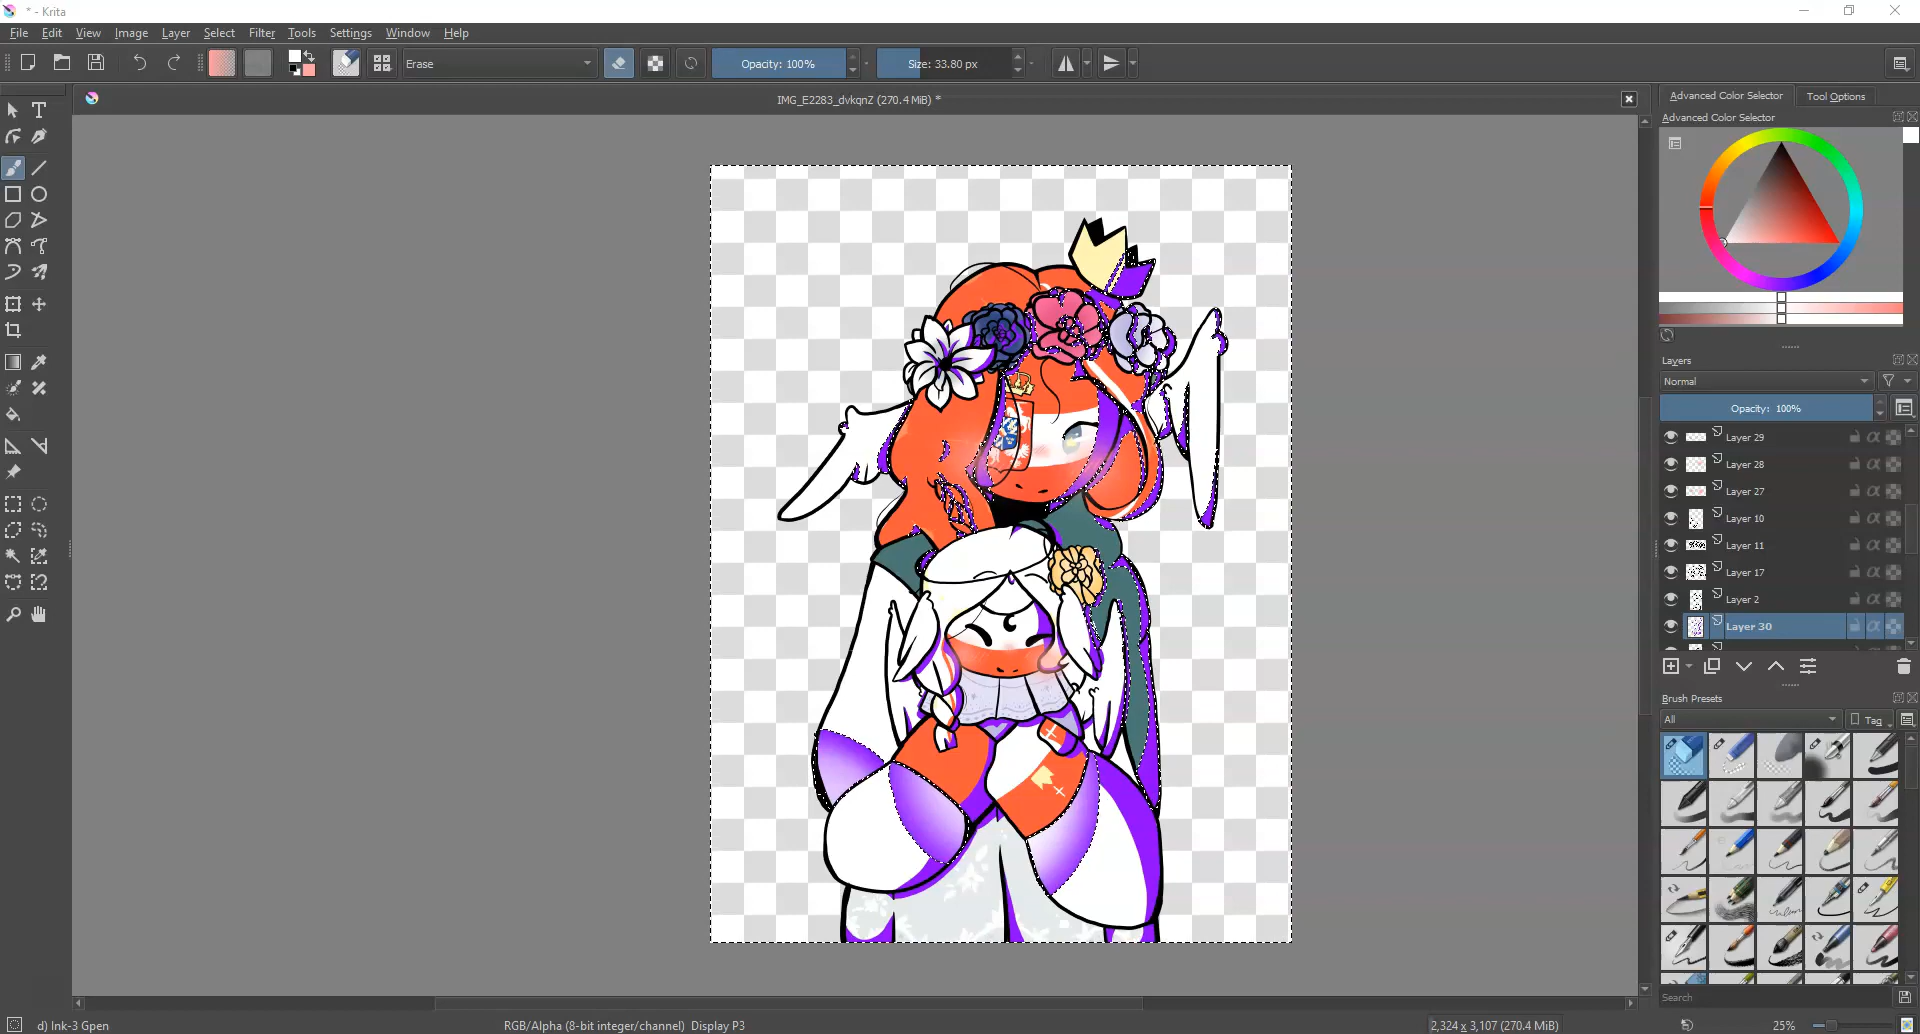 * - Krita
File Edit View Image Layer Select Filter Tools Settings Window Help
Erase Opacity: 100% Size: 33.80 px
IMG_E2283_dvkqnZ (270.4 MiB) *
Advanced Color Selector Tool Options
Advanced Color Selector
Layers
Normal
Opacity: 100%
Layer 29
Layer 28
Layer 27
Layer 10
Layer 11
Layer 17
Layer 2
Layer 30
Brush Presets
All Tag
Search
d) Ink-3 Gpen RGB/Alpha (8-bit integer/channel) Display P3 2,324 x 3,107 (270.4 MiB) 25%